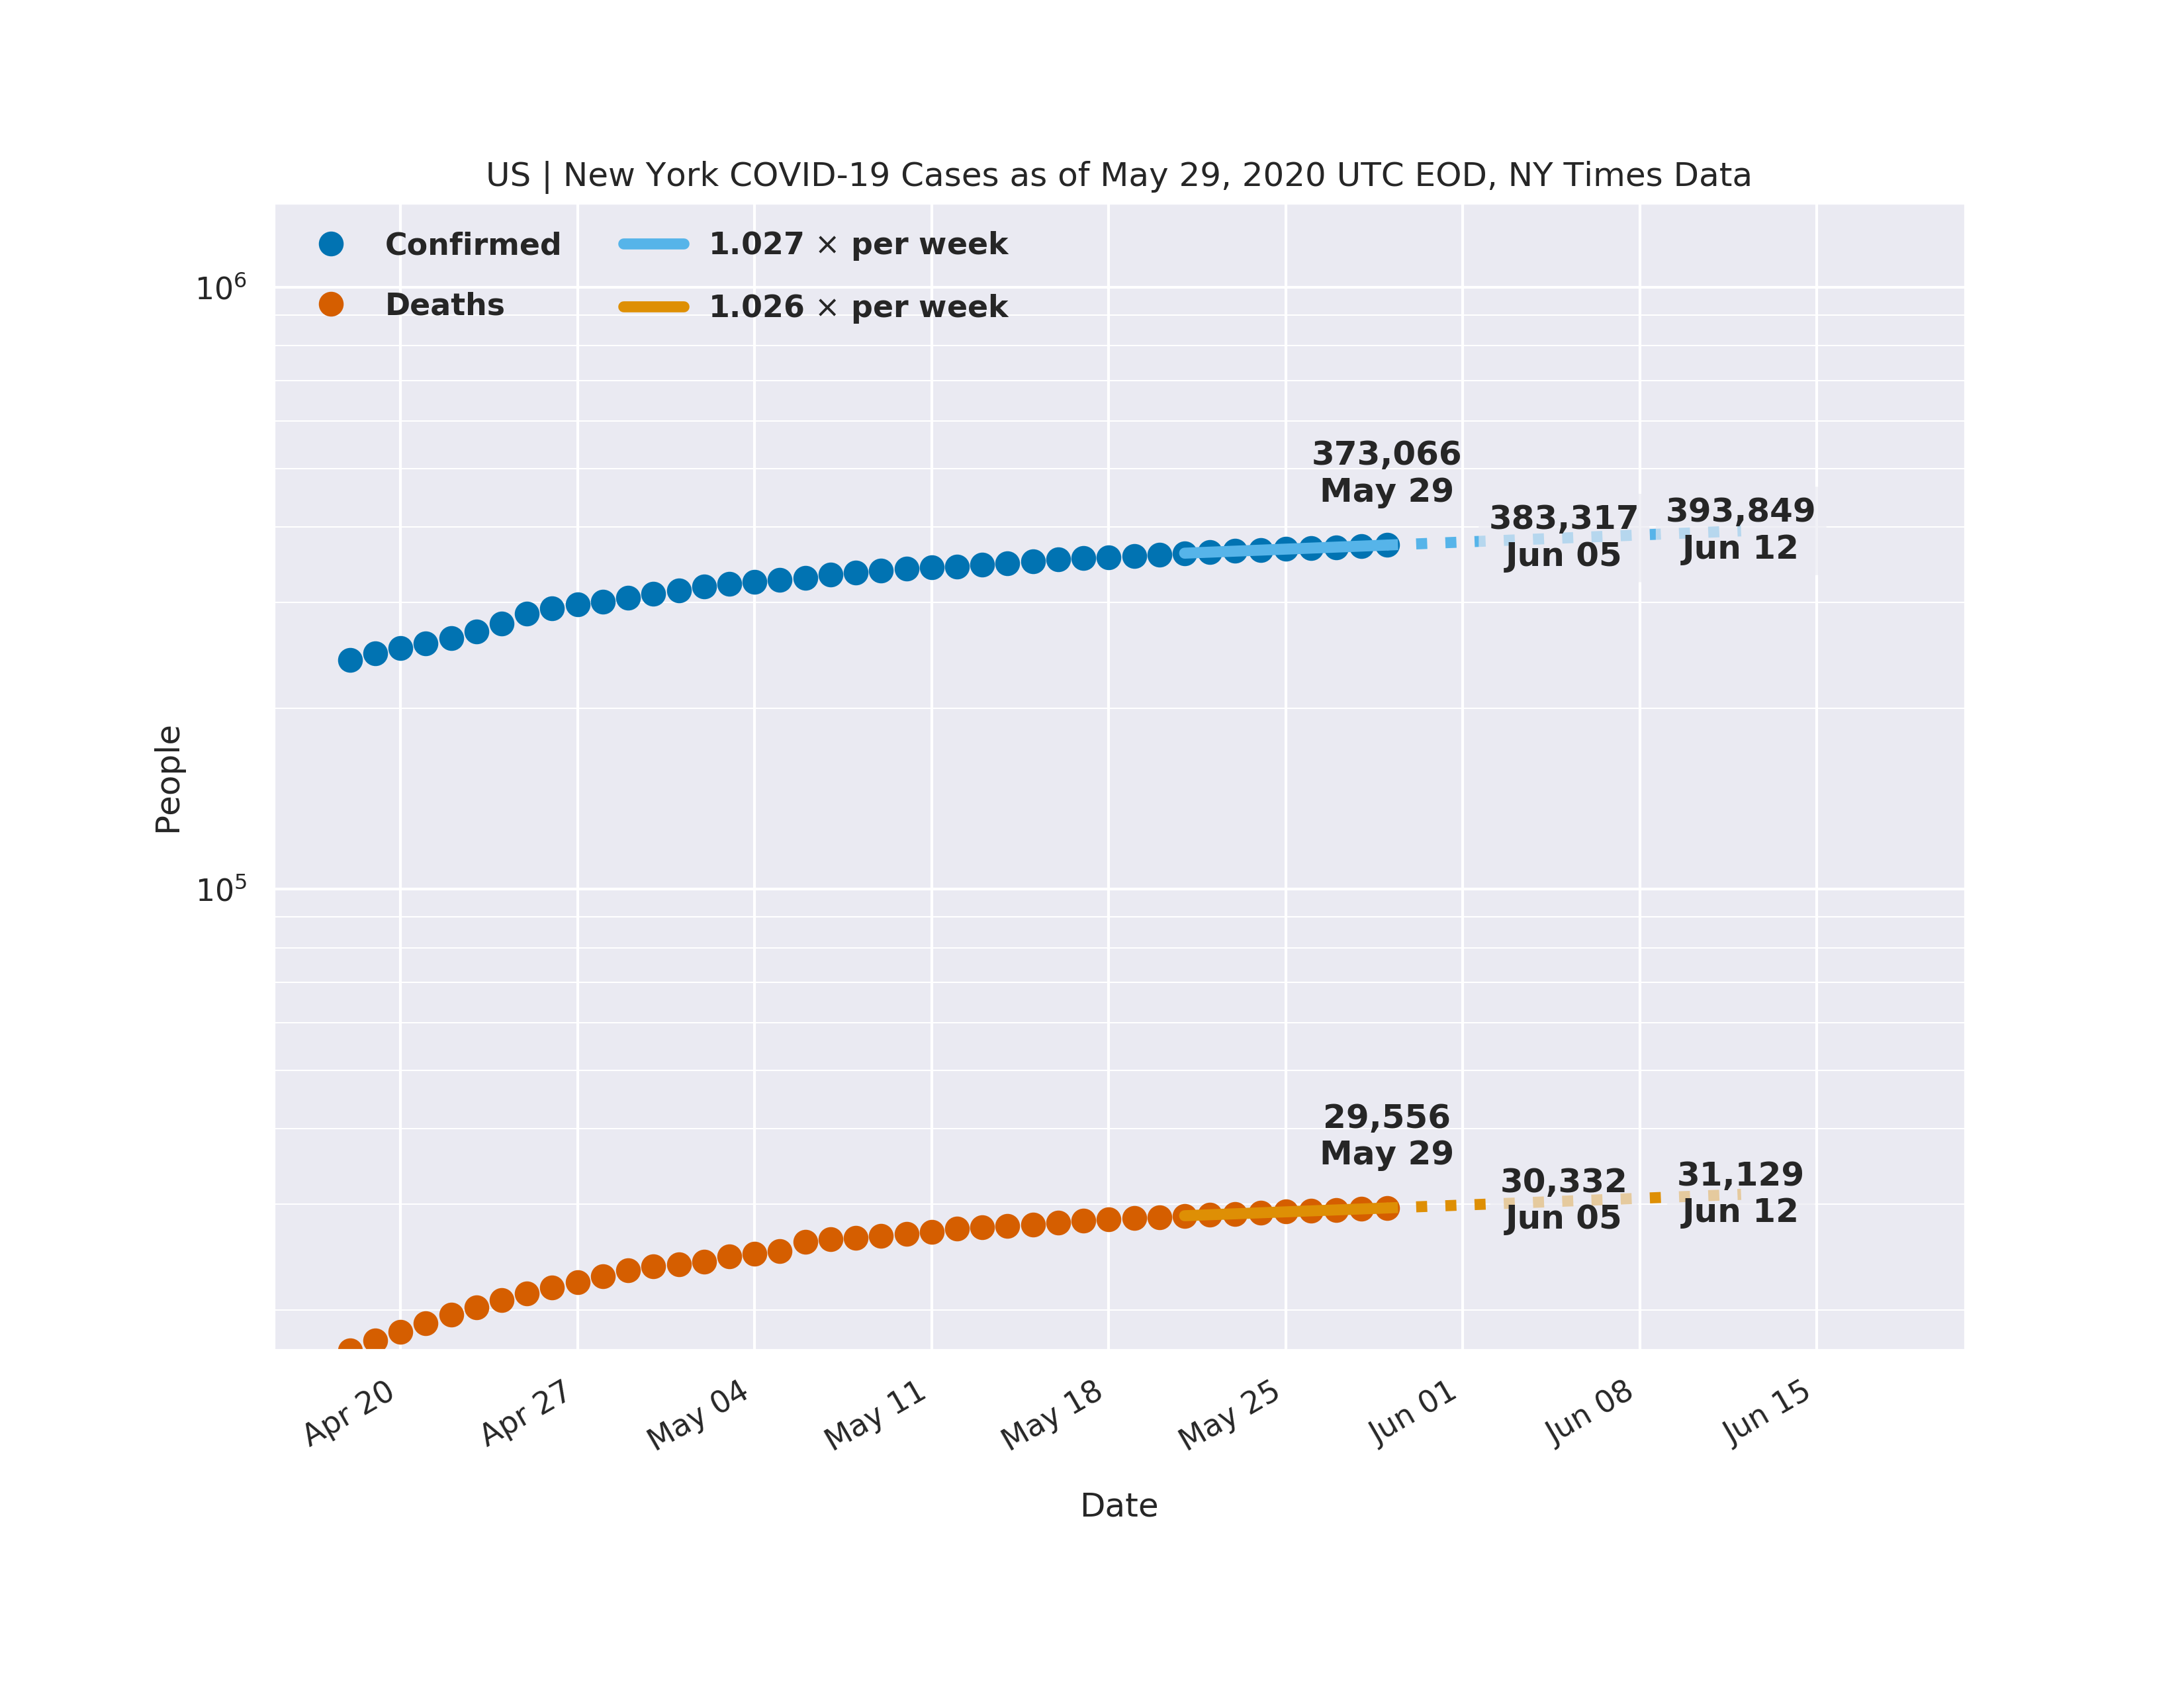 US | New York COVID-19 Cases as of May 29, 2020 UTC EOD, NY Times Data
Confirmed
Deaths
1.027 × per week
1.026 × per week
10⁶
10⁵
People
373,066
May 29
383,317
Jun 05
393,849
Jun 12
29,556
May 29
30,332
Jun 05
31,129
Jun 12
Apr 20
Apr 27
May 04
May 11
May 18
May 25
Jun 01
Jun 08
Jun 15
Date